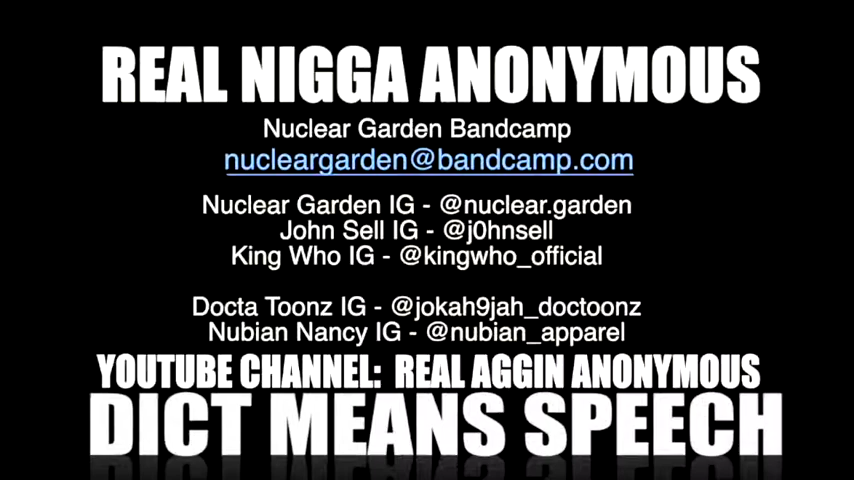 REAL NIGGA ANONYMOUS
Nuclear Garden Bandcamp
nucleargarden@bandcamp.com
Nuclear Garden IG - @nuclear.garden
John Sell IG - @j0hnsell
King Who IG - @kingwho_official
Docta Toonz IG - @jokah9jah_doctoonz
Nubian Nancy IG - @nubian_apparel
YOUTUBE CHANNEL: REAL AGGIN ANONYMOUS
DICT MEANS SPEECH